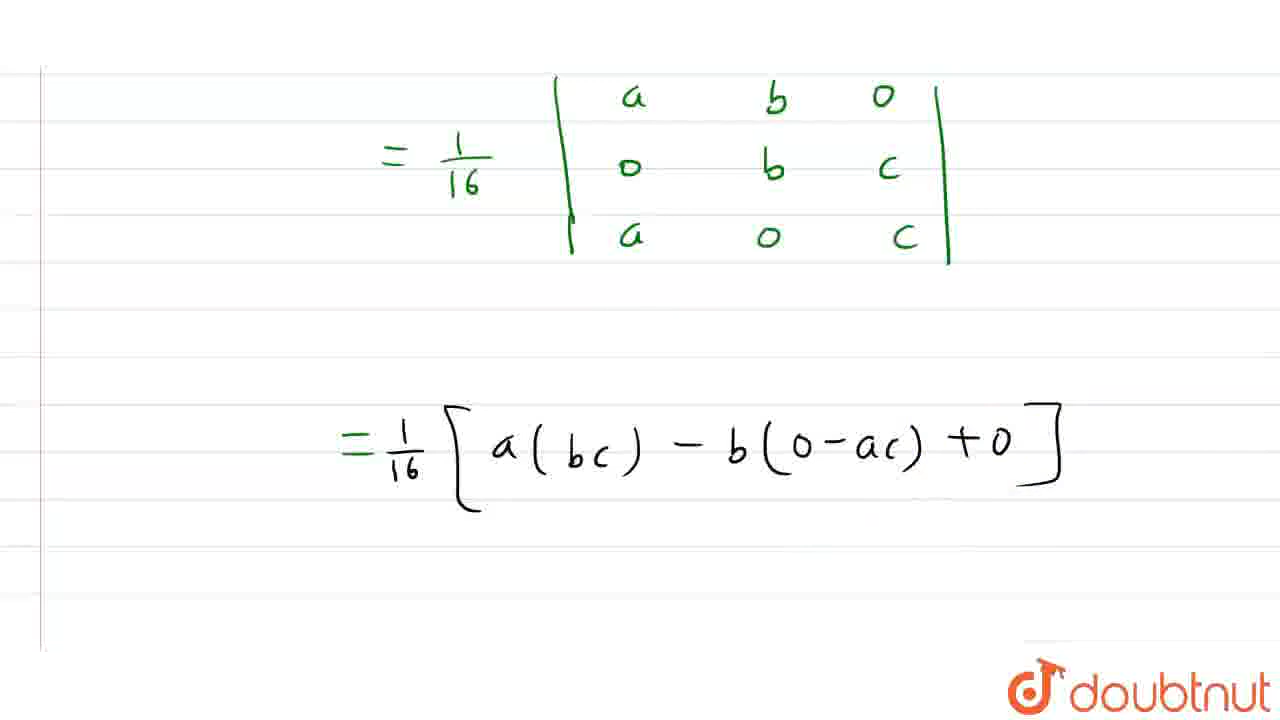 a b 0
= 1/16 0 b c
a 0 c
= 1/16 [ a(bc) - b(0-ac) + 0 ]
doubtnut